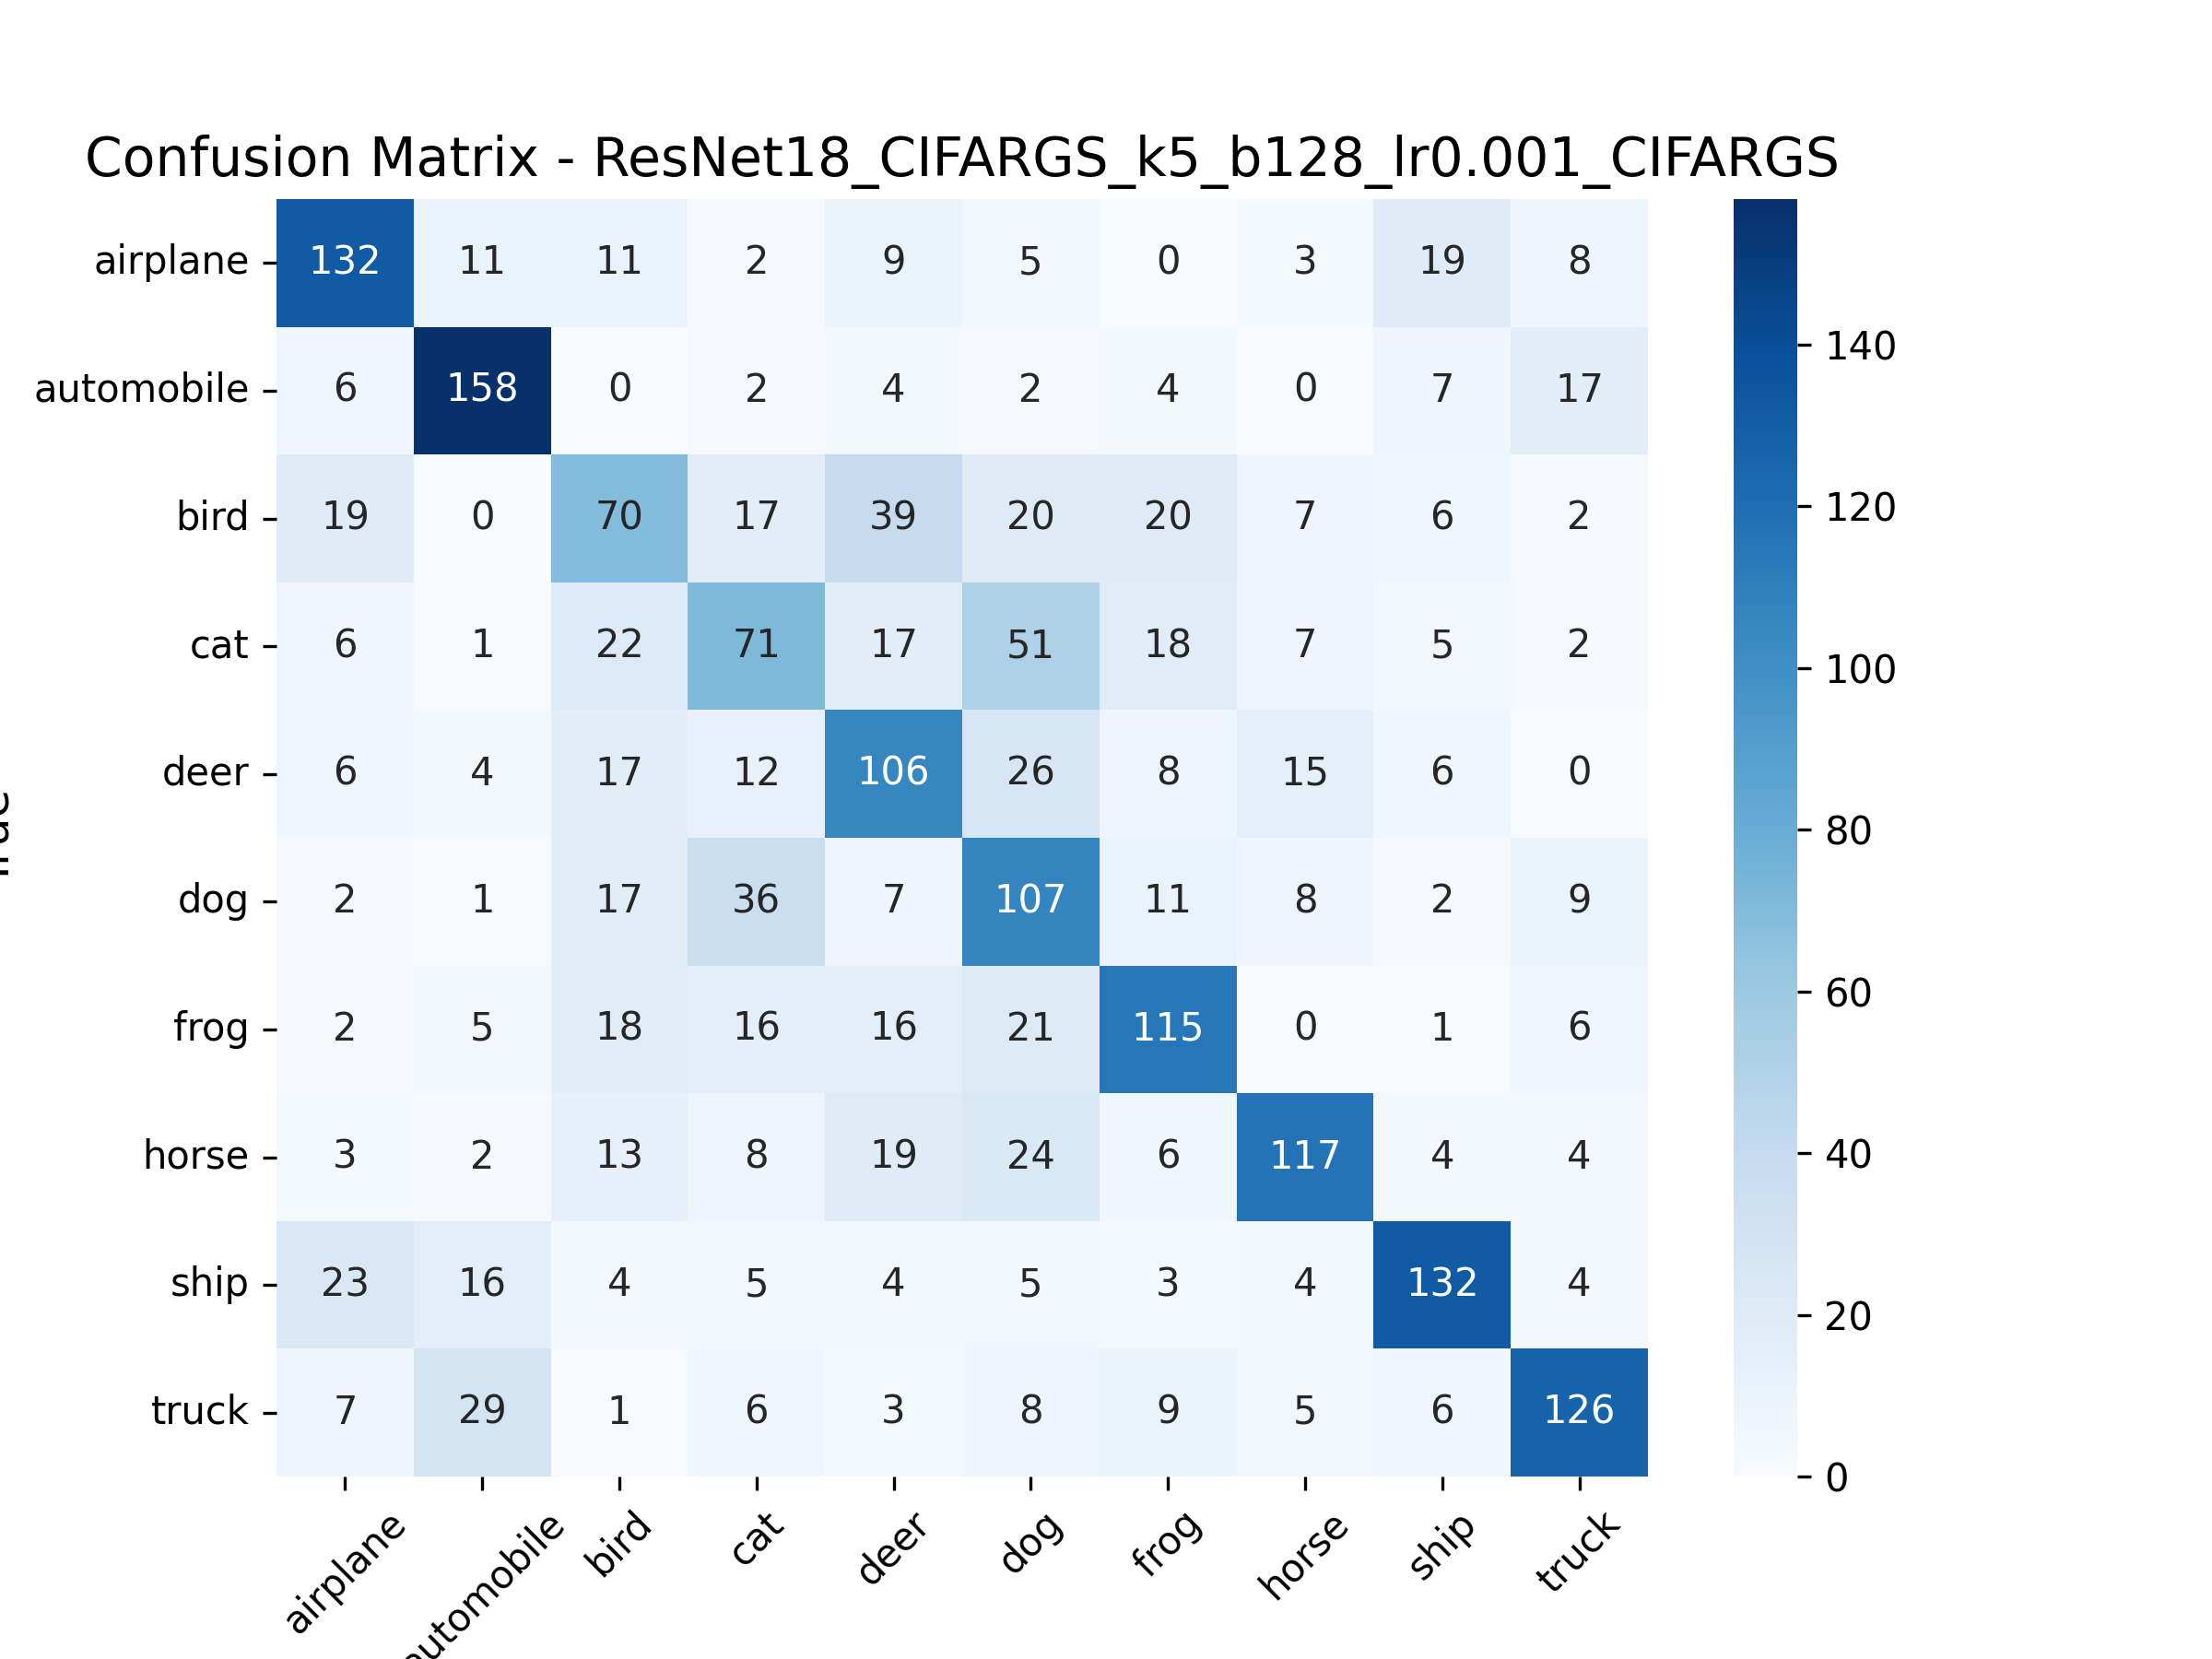 Confusion Matrix - ResNet18_CIFARGS_k5_b128_lr0.001_CIFARGS
airplane 132 11 11 2 9 5 0 3 19 8
automobile 6 158 0 2 4 2 4 0 7 17
bird 19 0 70 17 39 20 20 7 6 2
cat 6 1 22 71 17 51 18 7 5 2
deer 6 4 17 12 106 26 8 15 6 0
dog 2 1 17 36 7 107 11 8 2 9
frog 2 5 18 16 16 21 115 0 1 6
horse 3 2 13 8 19 24 6 117 4 4
ship 23 16 4 5 4 5 3 4 132 4
truck 7 29 1 6 3 8 9 5 6 126
airplane automobile bird cat deer dog frog horse ship truck
140
120
100
80
60
40
20
0